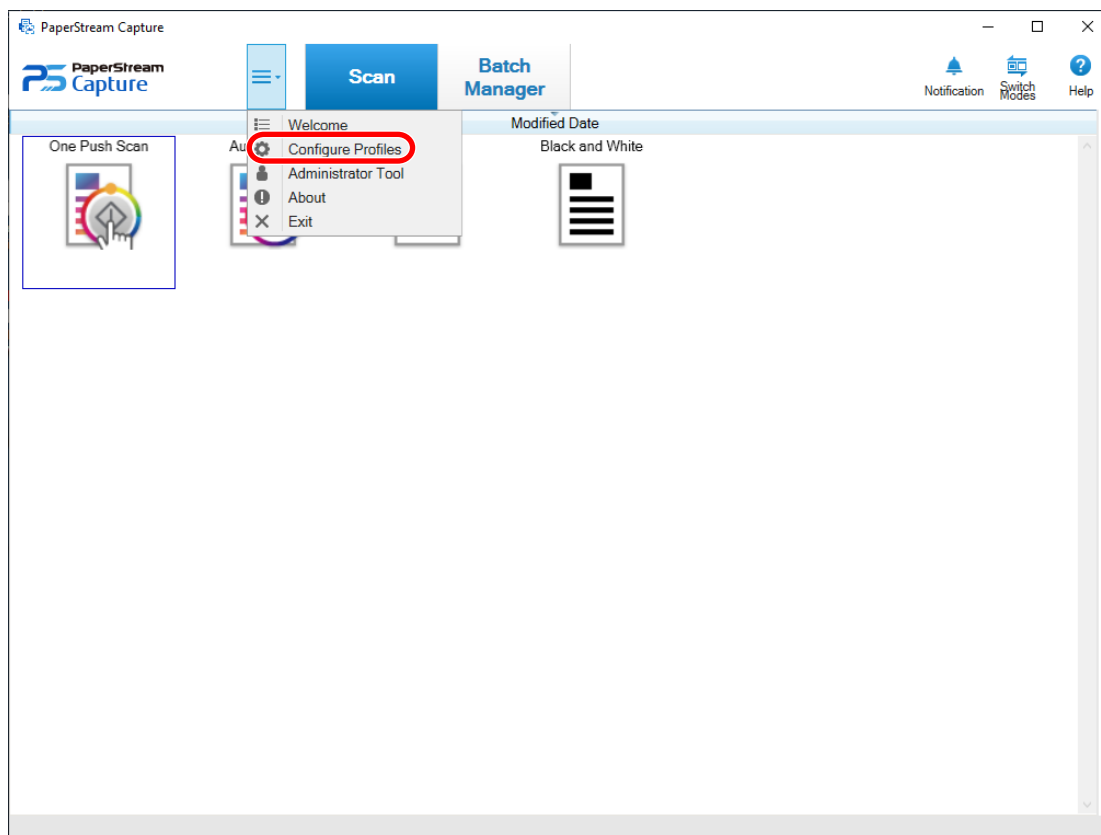 PaperStream Capture
PaperStream
Capture
Scan
Batch
Manager
Notification
Switch
Modes
Help
Modified Date
Welcome
Configure Profiles
Administrator Tool
About
Exit
One Push Scan
Au
Black and White